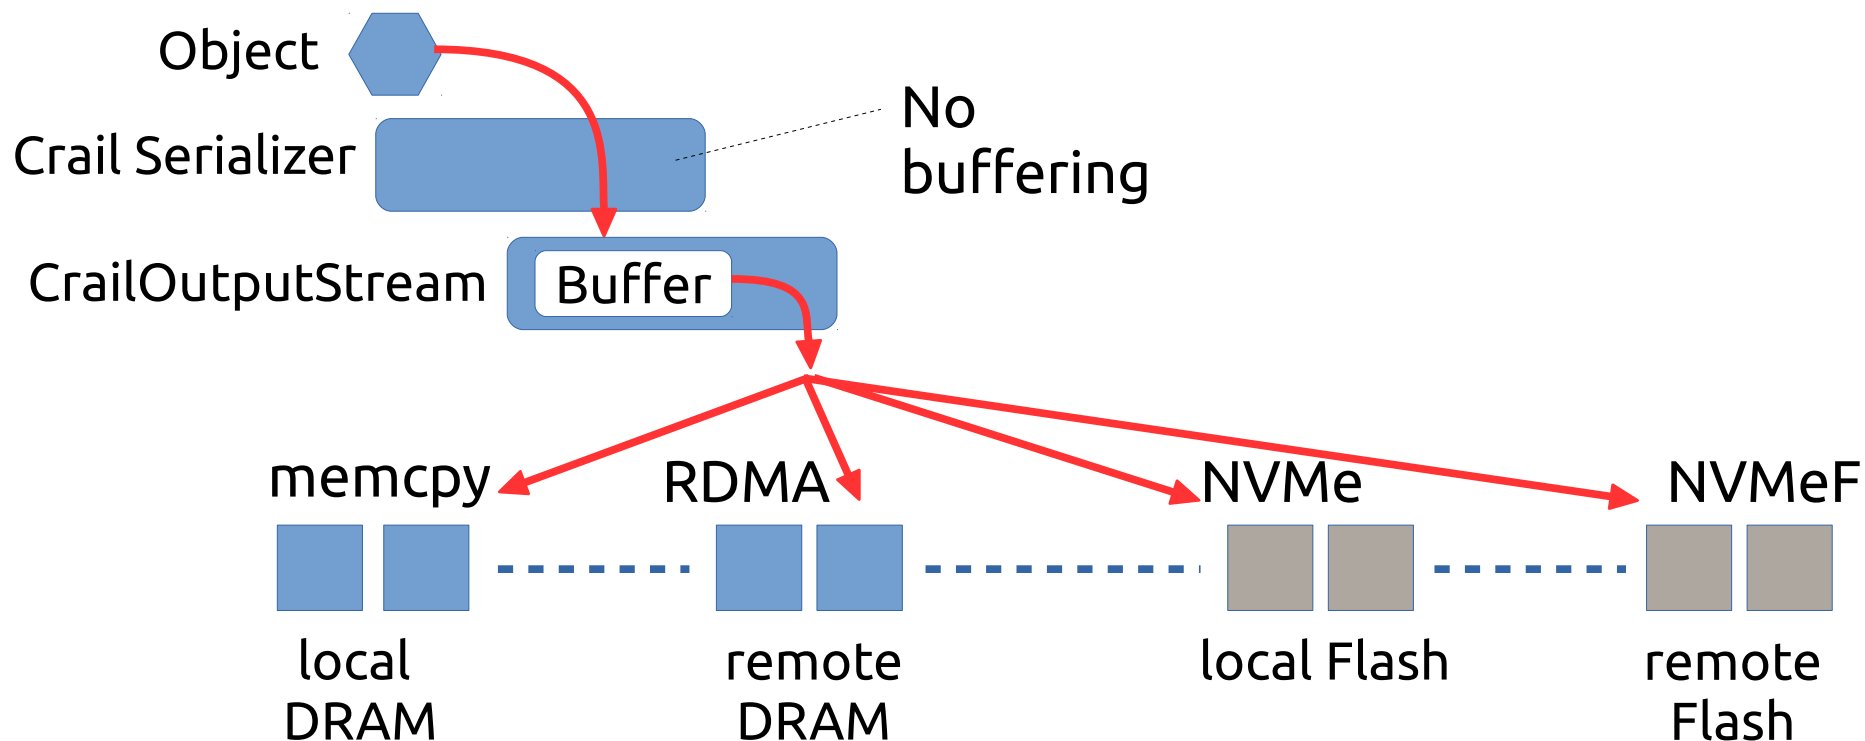 Object
Crail Serializer
No
buffering
CrailOutputStream
Buffer
memcpy
RDMA
NVMe
NVMeF
local
DRAM
remote
DRAM
local Flash
remote
Flash